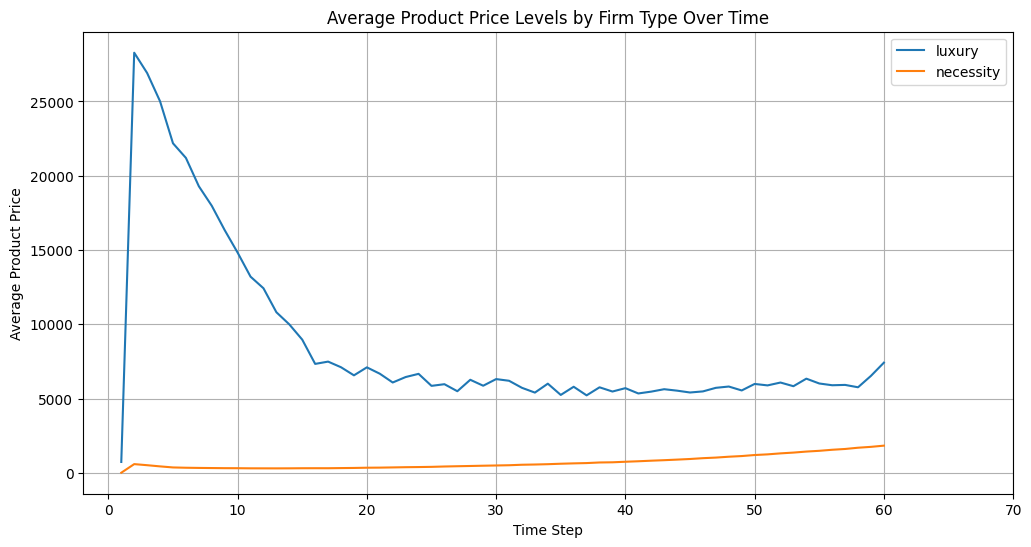 Average Product Price Levels by Firm Type Over Time
luxury
necessity
Average Product Price
25000
20000
15000
10000
5000
0
0 10 20 30 40 50 60 70
Time Step